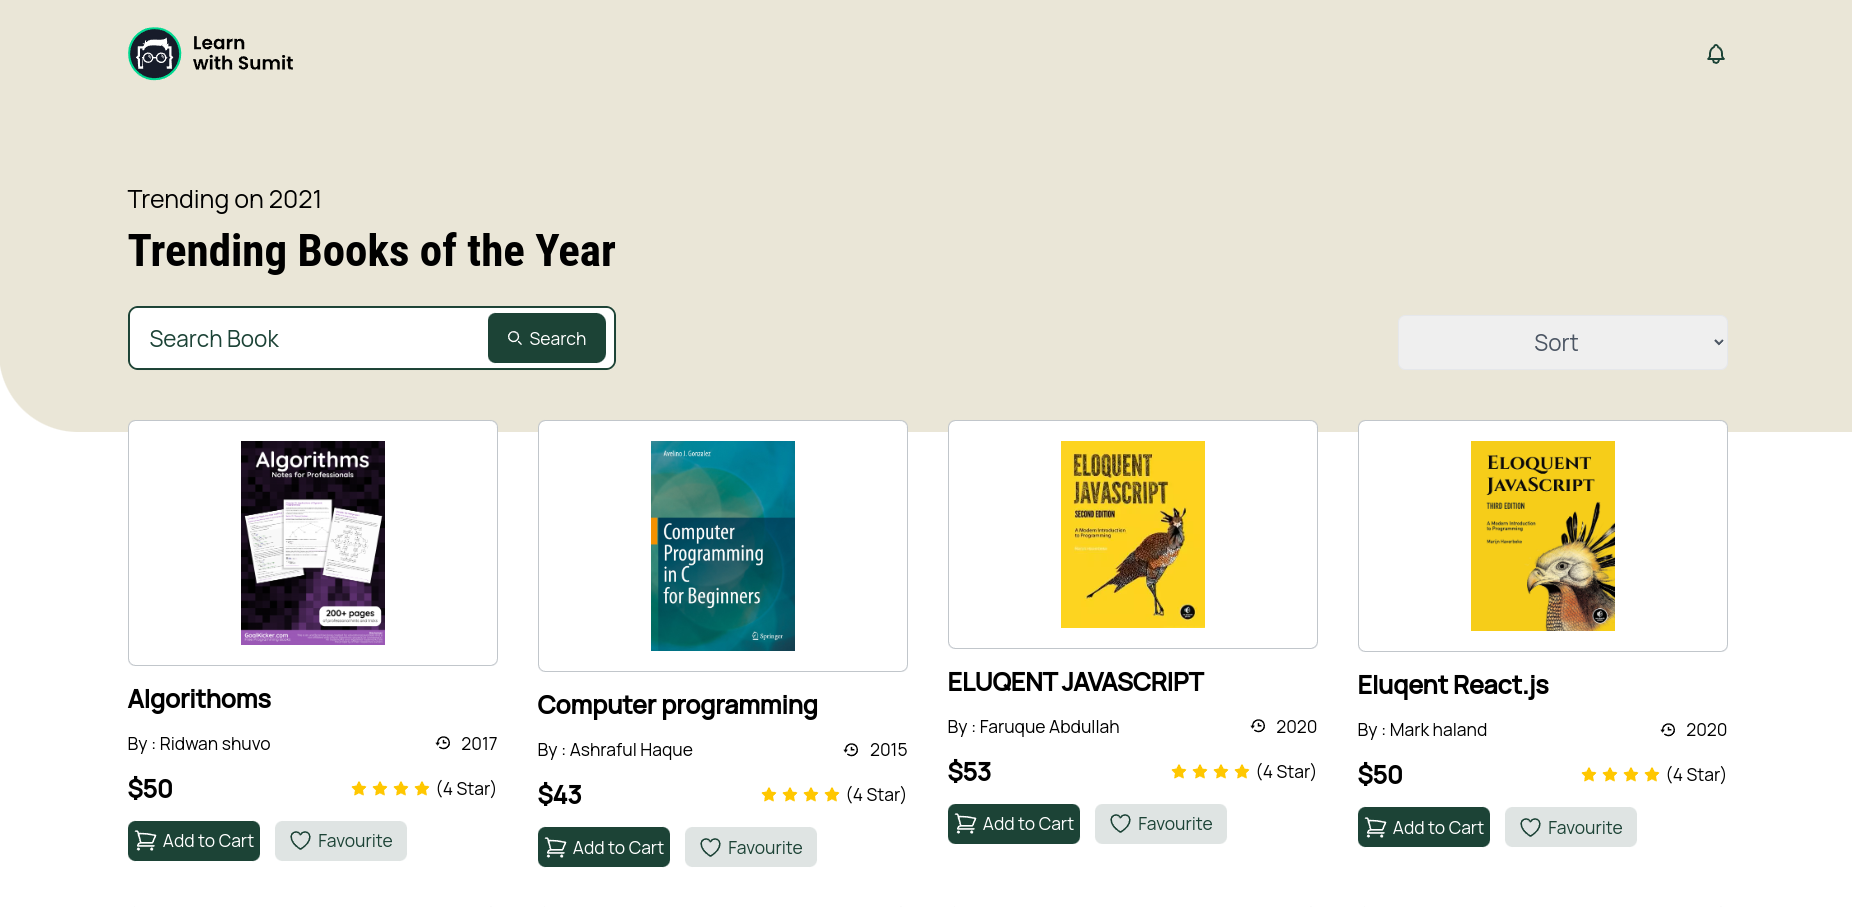 Learn
with Sumit
Trending on 2021
Trending Books of the Year
Search Book
Search
Sort
Algorithms
Notes for Professionals
200+ pages
GoalKicker.com
Algorithoms
By : Ridwan shuvo
2017
$50
(4 Star)
Add to Cart
Favourite
Avelino J. Gonzalez
Computer
Programming
in C
for Beginners
Springer
Computer programming
By : Ashraful Haque
2015
$43
(4 Star)
Add to Cart
Favourite
ELOQUENT
JAVASCRIPT
SECOND EDITION
A Modern Introduction
to Programming
ELUQENT JAVASCRIPT
By : Faruque Abdullah
2020
$53
(4 Star)
Add to Cart
Favourite
ELOQUENT
JAVASCRIPT
THIRD EDITION
A Modern Introduction
to Programming
Marijn Haverbeke
Eluqent React.js
By : Mark haland
2020
$50
(4 Star)
Add to Cart
Favourite